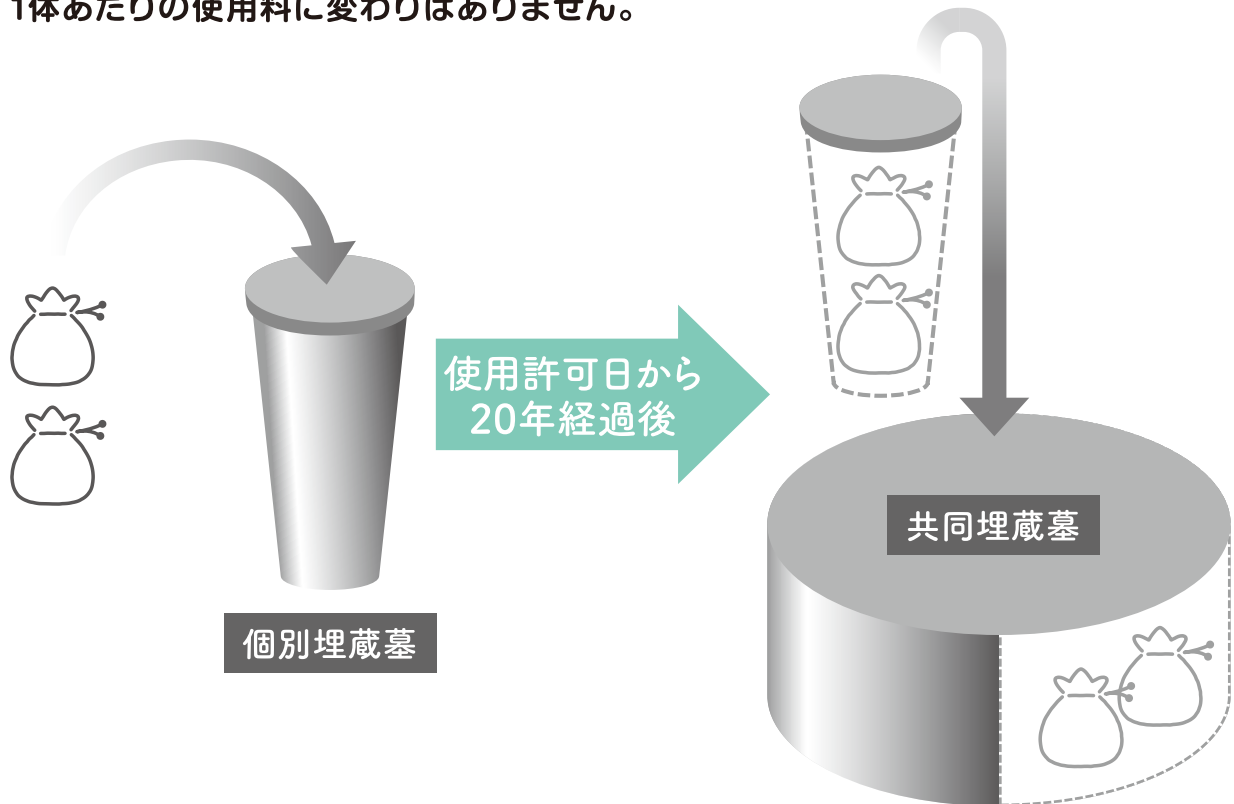 1体あたりの使用料に変わりはありません。
使用許可日から
20年経過後
共同埋蔵墓
個別埋蔵墓